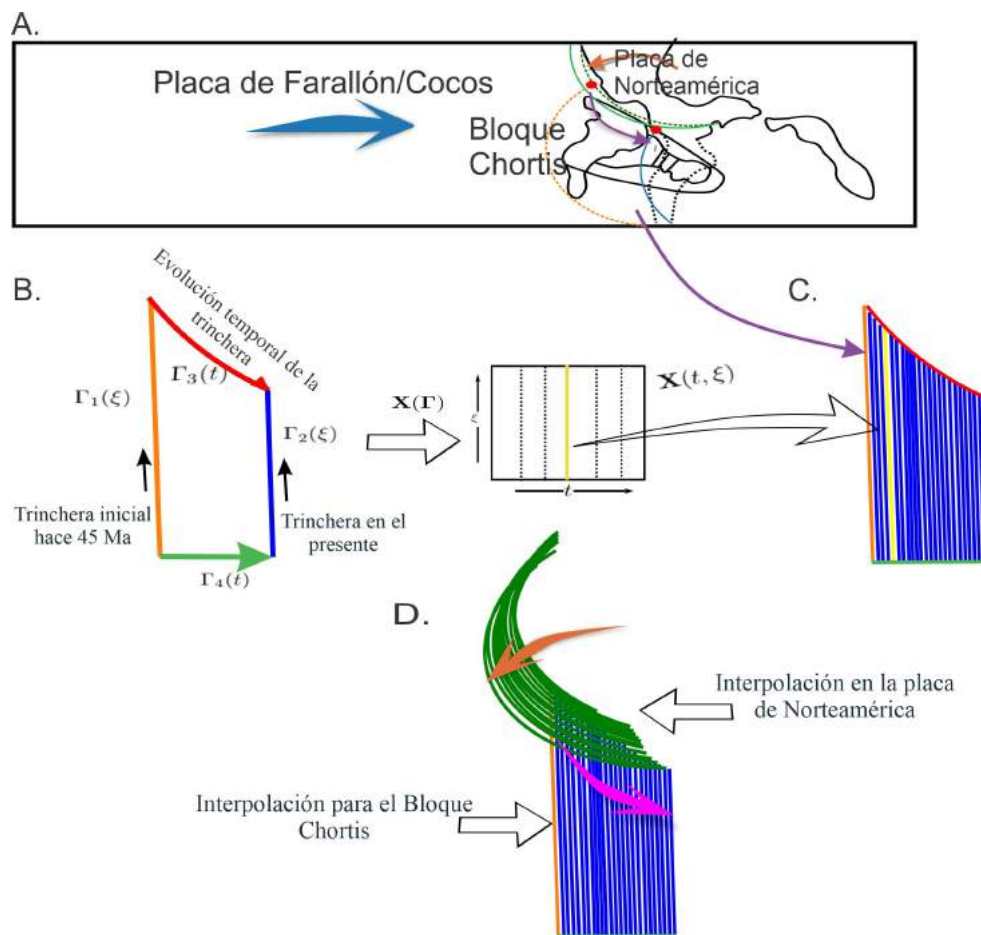 A.
Placa de Farallón/Cocos
Placa de
Norteamérica
Bloque
Chortis
B.
Evolución temporal de la
trinchera
Γ₃(t)
Γ₁(ξ)
Γ₂(ξ)
Trinchera inicial
hace 45 Ma
Trinchera en el
presente
Γ₄(t)
X(Γ)
ξ
t
X(t, ξ)
C.
D.
Interpolación en la placa
de Norteamérica
Interpolación para el Bloque
Chortis